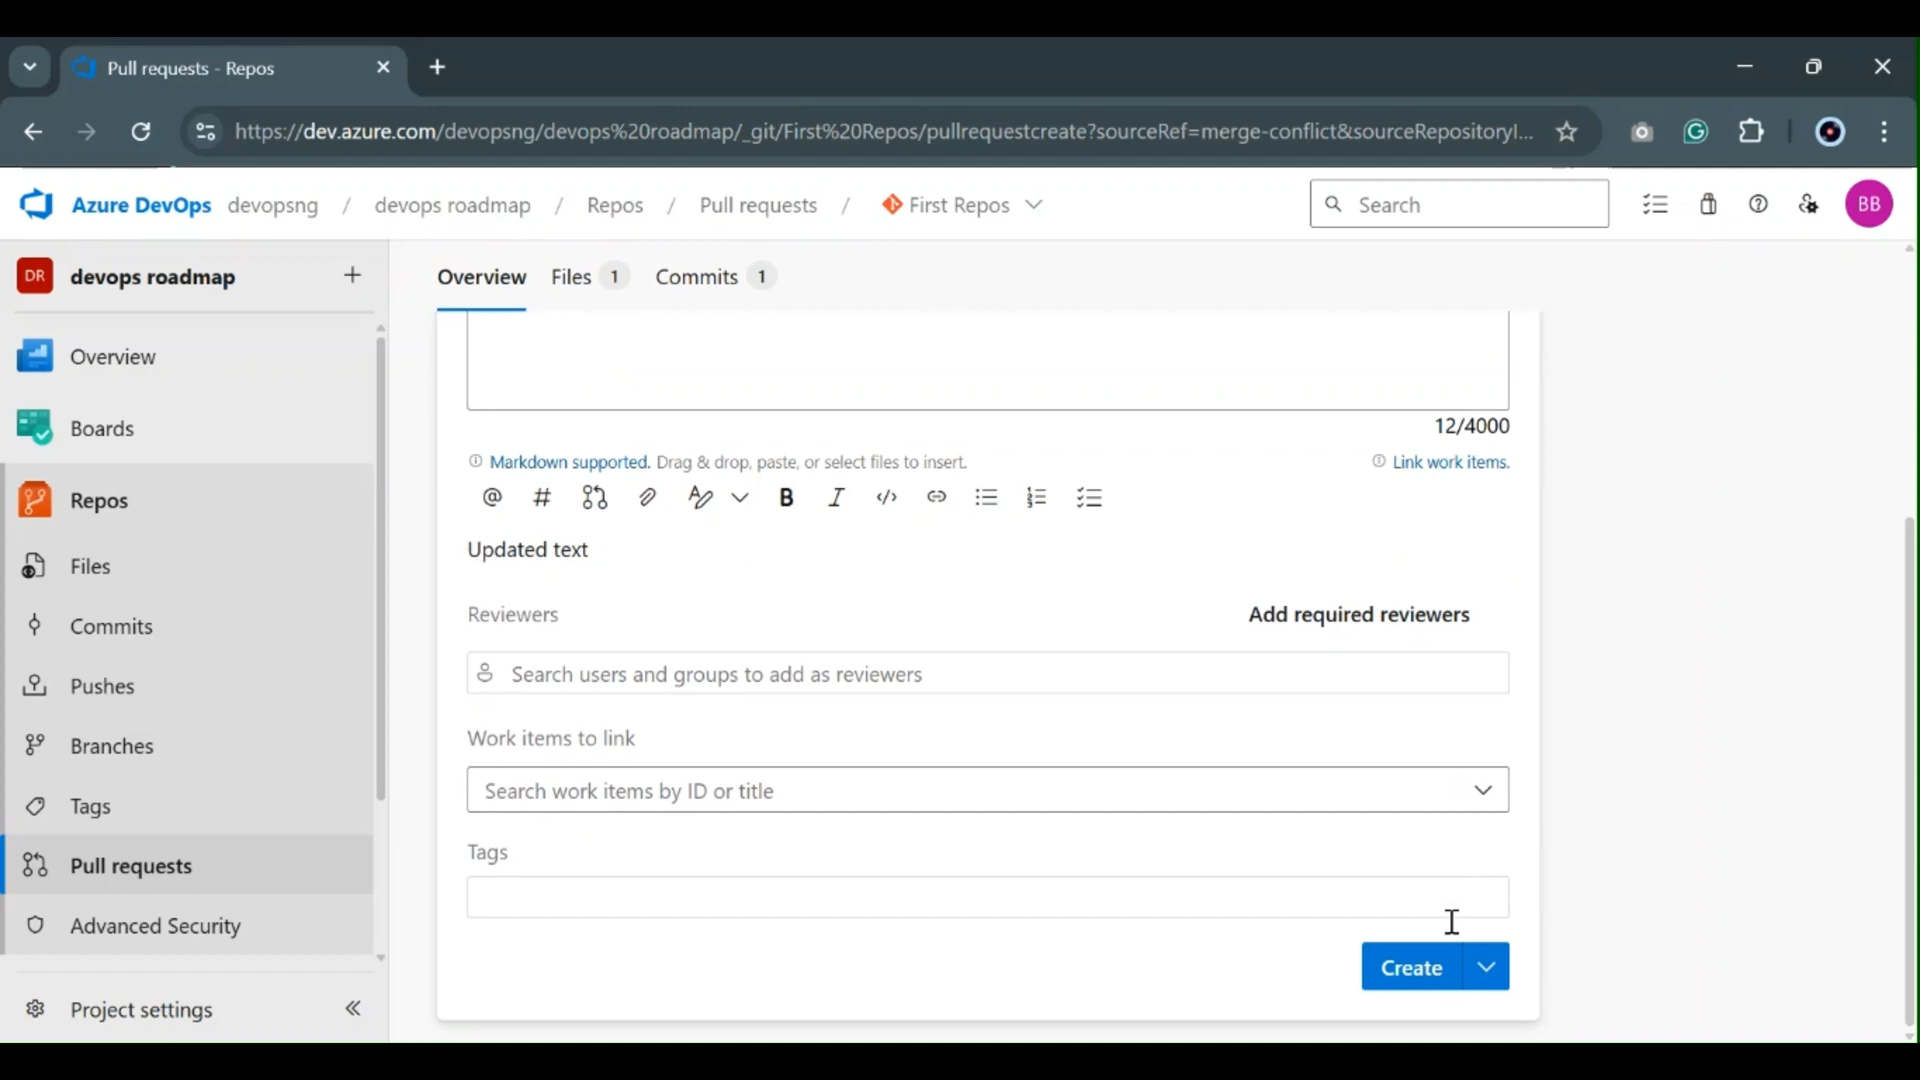 Pull requests - Repos
https://dev.azure.com/devopsng/devops%20roadmap/_git/First%20Repos/pullrequestcreate?sourceRef=merge-conflict&sourceRepositoryI...
Azure DevOps devopsng / devops roadmap / Repos / Pull requests / First Repos
Search
BB
DR devops roadmap +
Overview Files 1 Commits 1
Overview
Boards
Repos
Files
Commits
Pushes
Branches
Tags
Pull requests
Advanced Security
Project settings
12/4000
Markdown supported. Drag & drop, paste, or select files to insert.
Link work items.
@ # B I </>
Updated text
Reviewers
Add required reviewers
Search users and groups to add as reviewers
Work items to link
Search work items by ID or title
Tags
Create